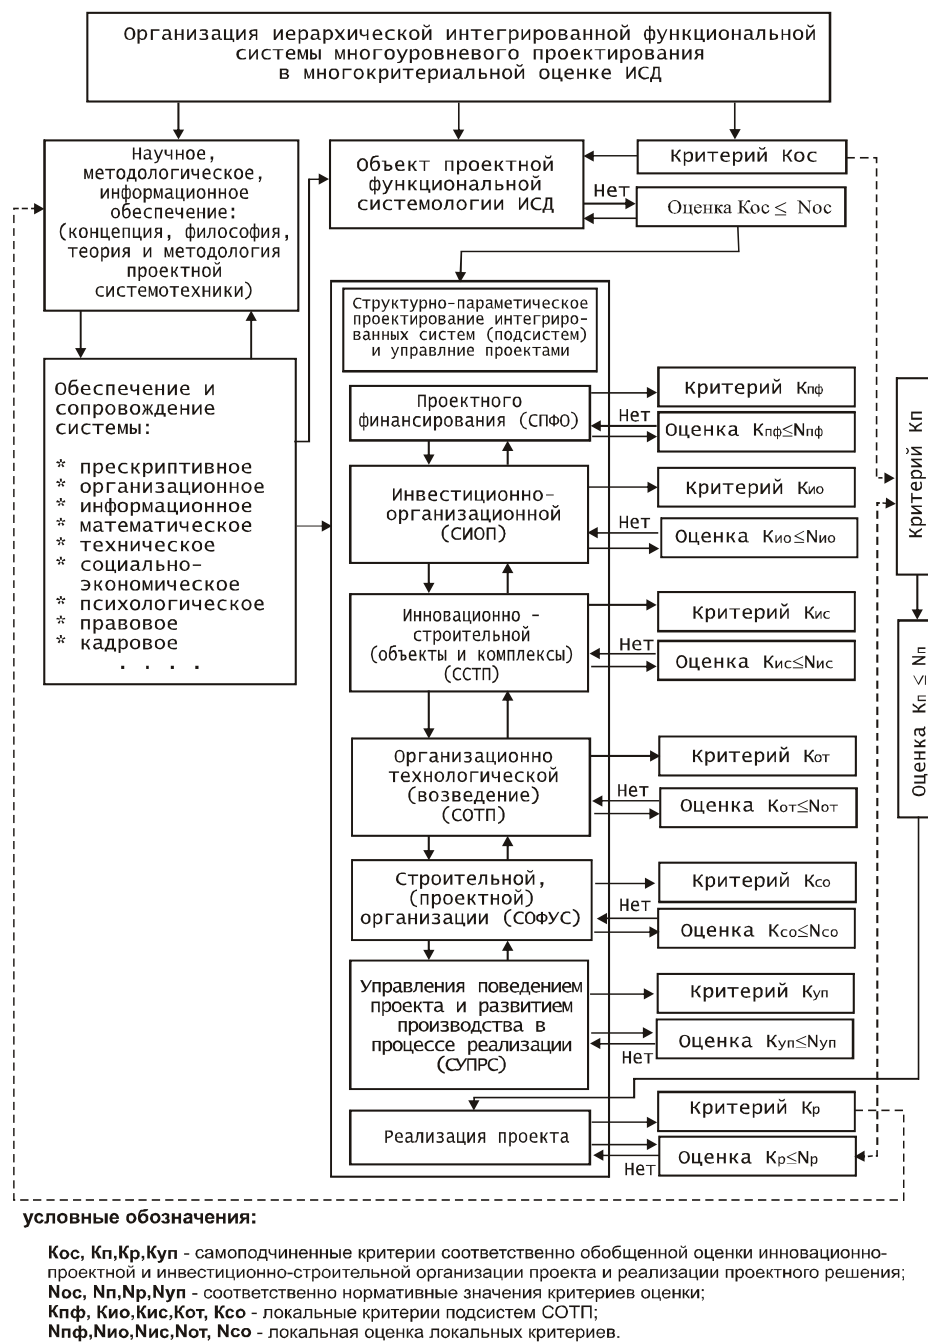 Организация иерархической интегрированной функциональной
системы многоуровневого проектирования
в многокритериальной оценке ИСД
Научное,
методологическое,
информационное
обеспечение:
(концепция, философия,
теория и методология
проектной
системотехники)
Объект проектной
функциональной
системологии ИСД
Критерий Кос
Нет
Оценка Кос ≤ Nос
Структурно-параметическое
проектирование интегриро-
ванных систем (подсистем)
и управлние проектами
Обеспечение и
сопровождение
системы:
* прескриптивное
* организационное
* информационное
* математическое
* техническое
* социально-
экономическое
* психологическое
* правовое
* кадровое
. . . .
Проектного
финансирования (СПФО)
Критерий Кпф
Нет
Оценка Кпф≤Nпф
Инвестиционно-
организационной
(СИОП)
Критерий Кио
Нет
Оценка Кио≤Nио
Инновационно -
строительной
(объекты и комплексы)
(ССТП)
Критерий Кис
Нет
Оценка Кис≤Nис
Организационно
технологической
(возведение)
(СОТП)
Критерий Кот
Нет
Оценка Кот≤Nот
Строительной,
(проектной)
организации (СОФУС)
Критерий Ксо
Нет
Оценка Ксо≤Nсо
Управления поведением
проекта и развитием
производства в
процессе реализации
(СУПРС)
Критерий Куп
Оценка Куп≤Nуп
Нет
Реализация проекта
Критерий Кр
Оценка Кр≤Nр
Нет
Критерий Кп
Оценка Кп ≤ Nп
условные обозначения:
Кос, Кп,Кр,Куп - самоподчиненные критерии соответственно обобщенной оценки инновационно-
проектной и инвестиционно-строительной организации проекта и реализации проектного решения;
Nос, Nп,Nр,Nуп - соответственно нормативные значения критериев оценки;
Кпф, Кио,Кис,Кот, Ксо - локальные критерии подсистем СОТП;
Nпф,Nио,Nис,Nот, Nсо - локальная оценка локальных критериев.